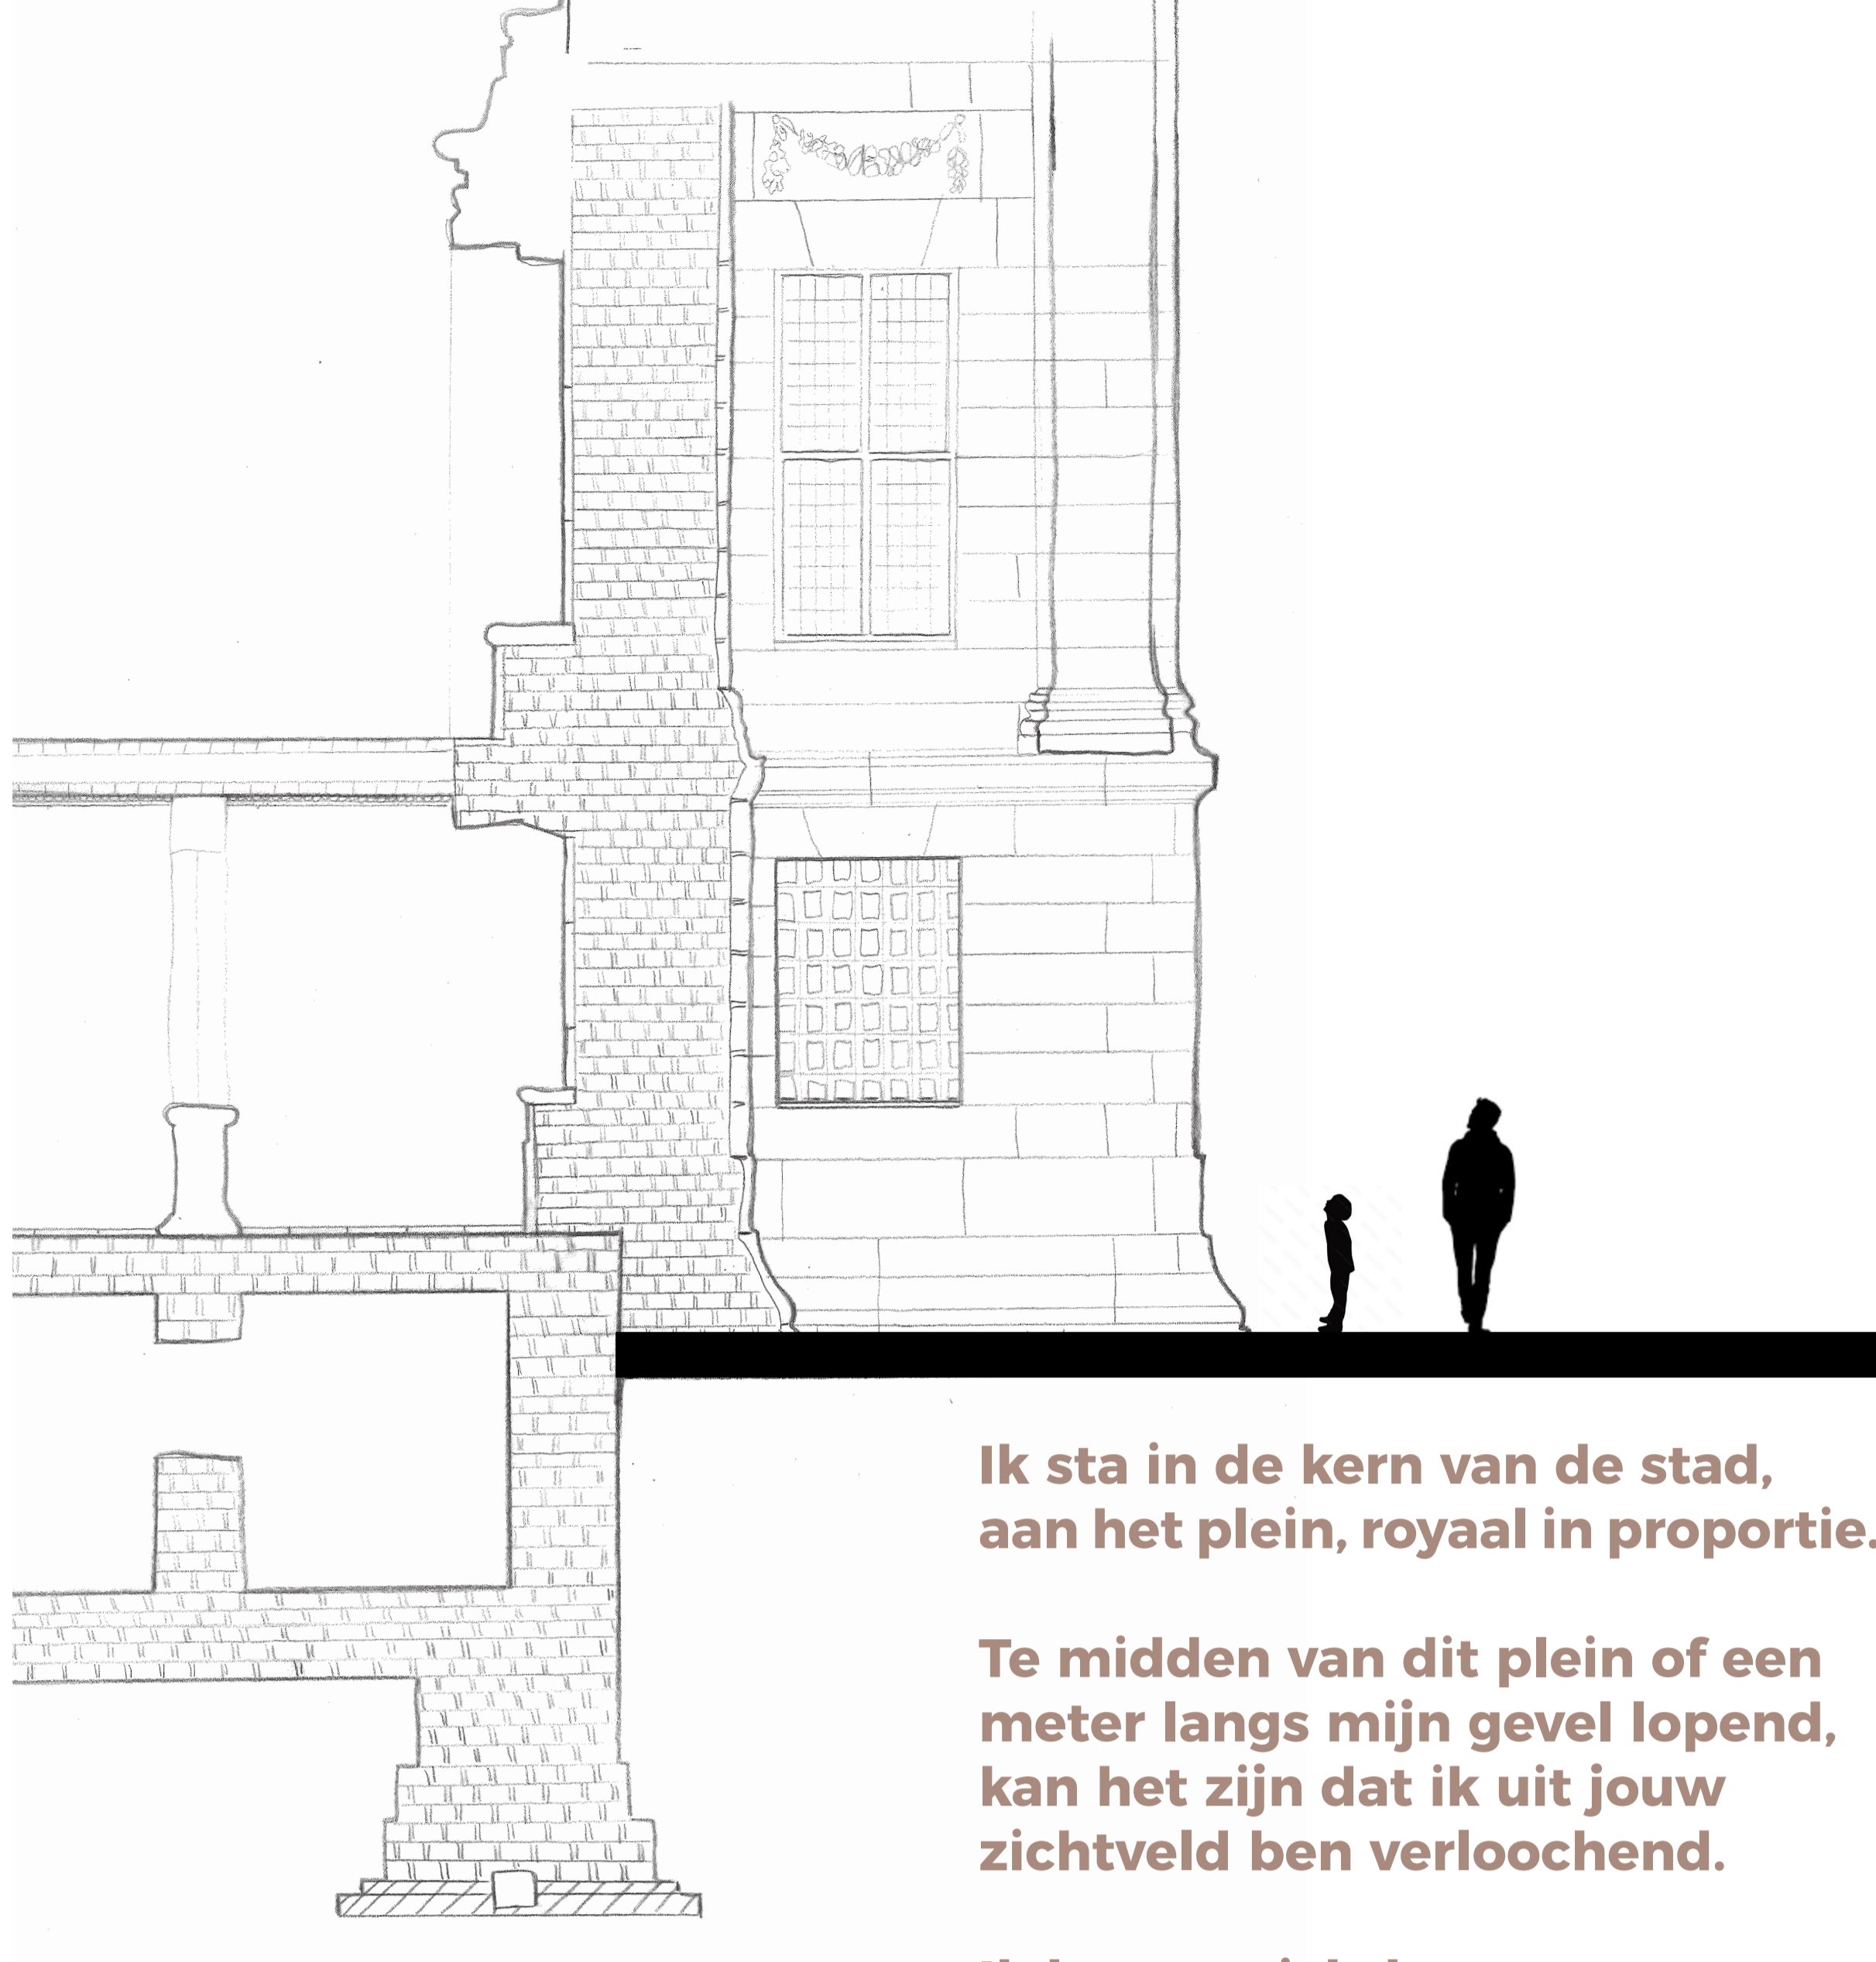 Ik sta in de kern van de stad,
aan het plein, royaal in proportie.
Te midden van dit plein of een
meter langs mijn gevel lopend,
kan het zijn dat ik uit jouw
zichtveld ben verloochend.